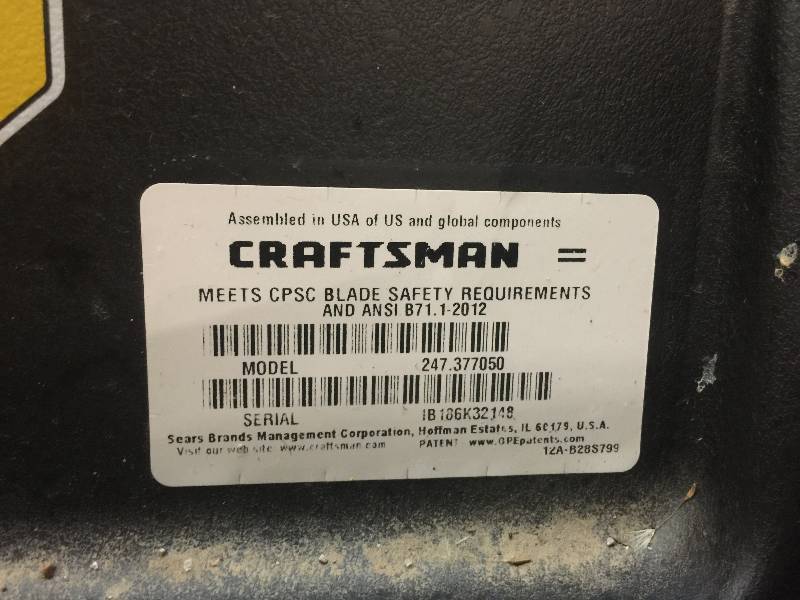 Assembled in USA of US and global components
CRAFTSMAN =
MEETS CPSC BLADE SAFETY REQUIREMENTS
AND ANSI B71.1-2012
MODEL 247.377050
SERIAL IB186K32148
Sears Brands Management Corporation, Hoffman Estates, IL 60179, U.S.A.
Visit our web site: www.craftsman.com PATENT: www.OPEpatents.com
12A-B28S799